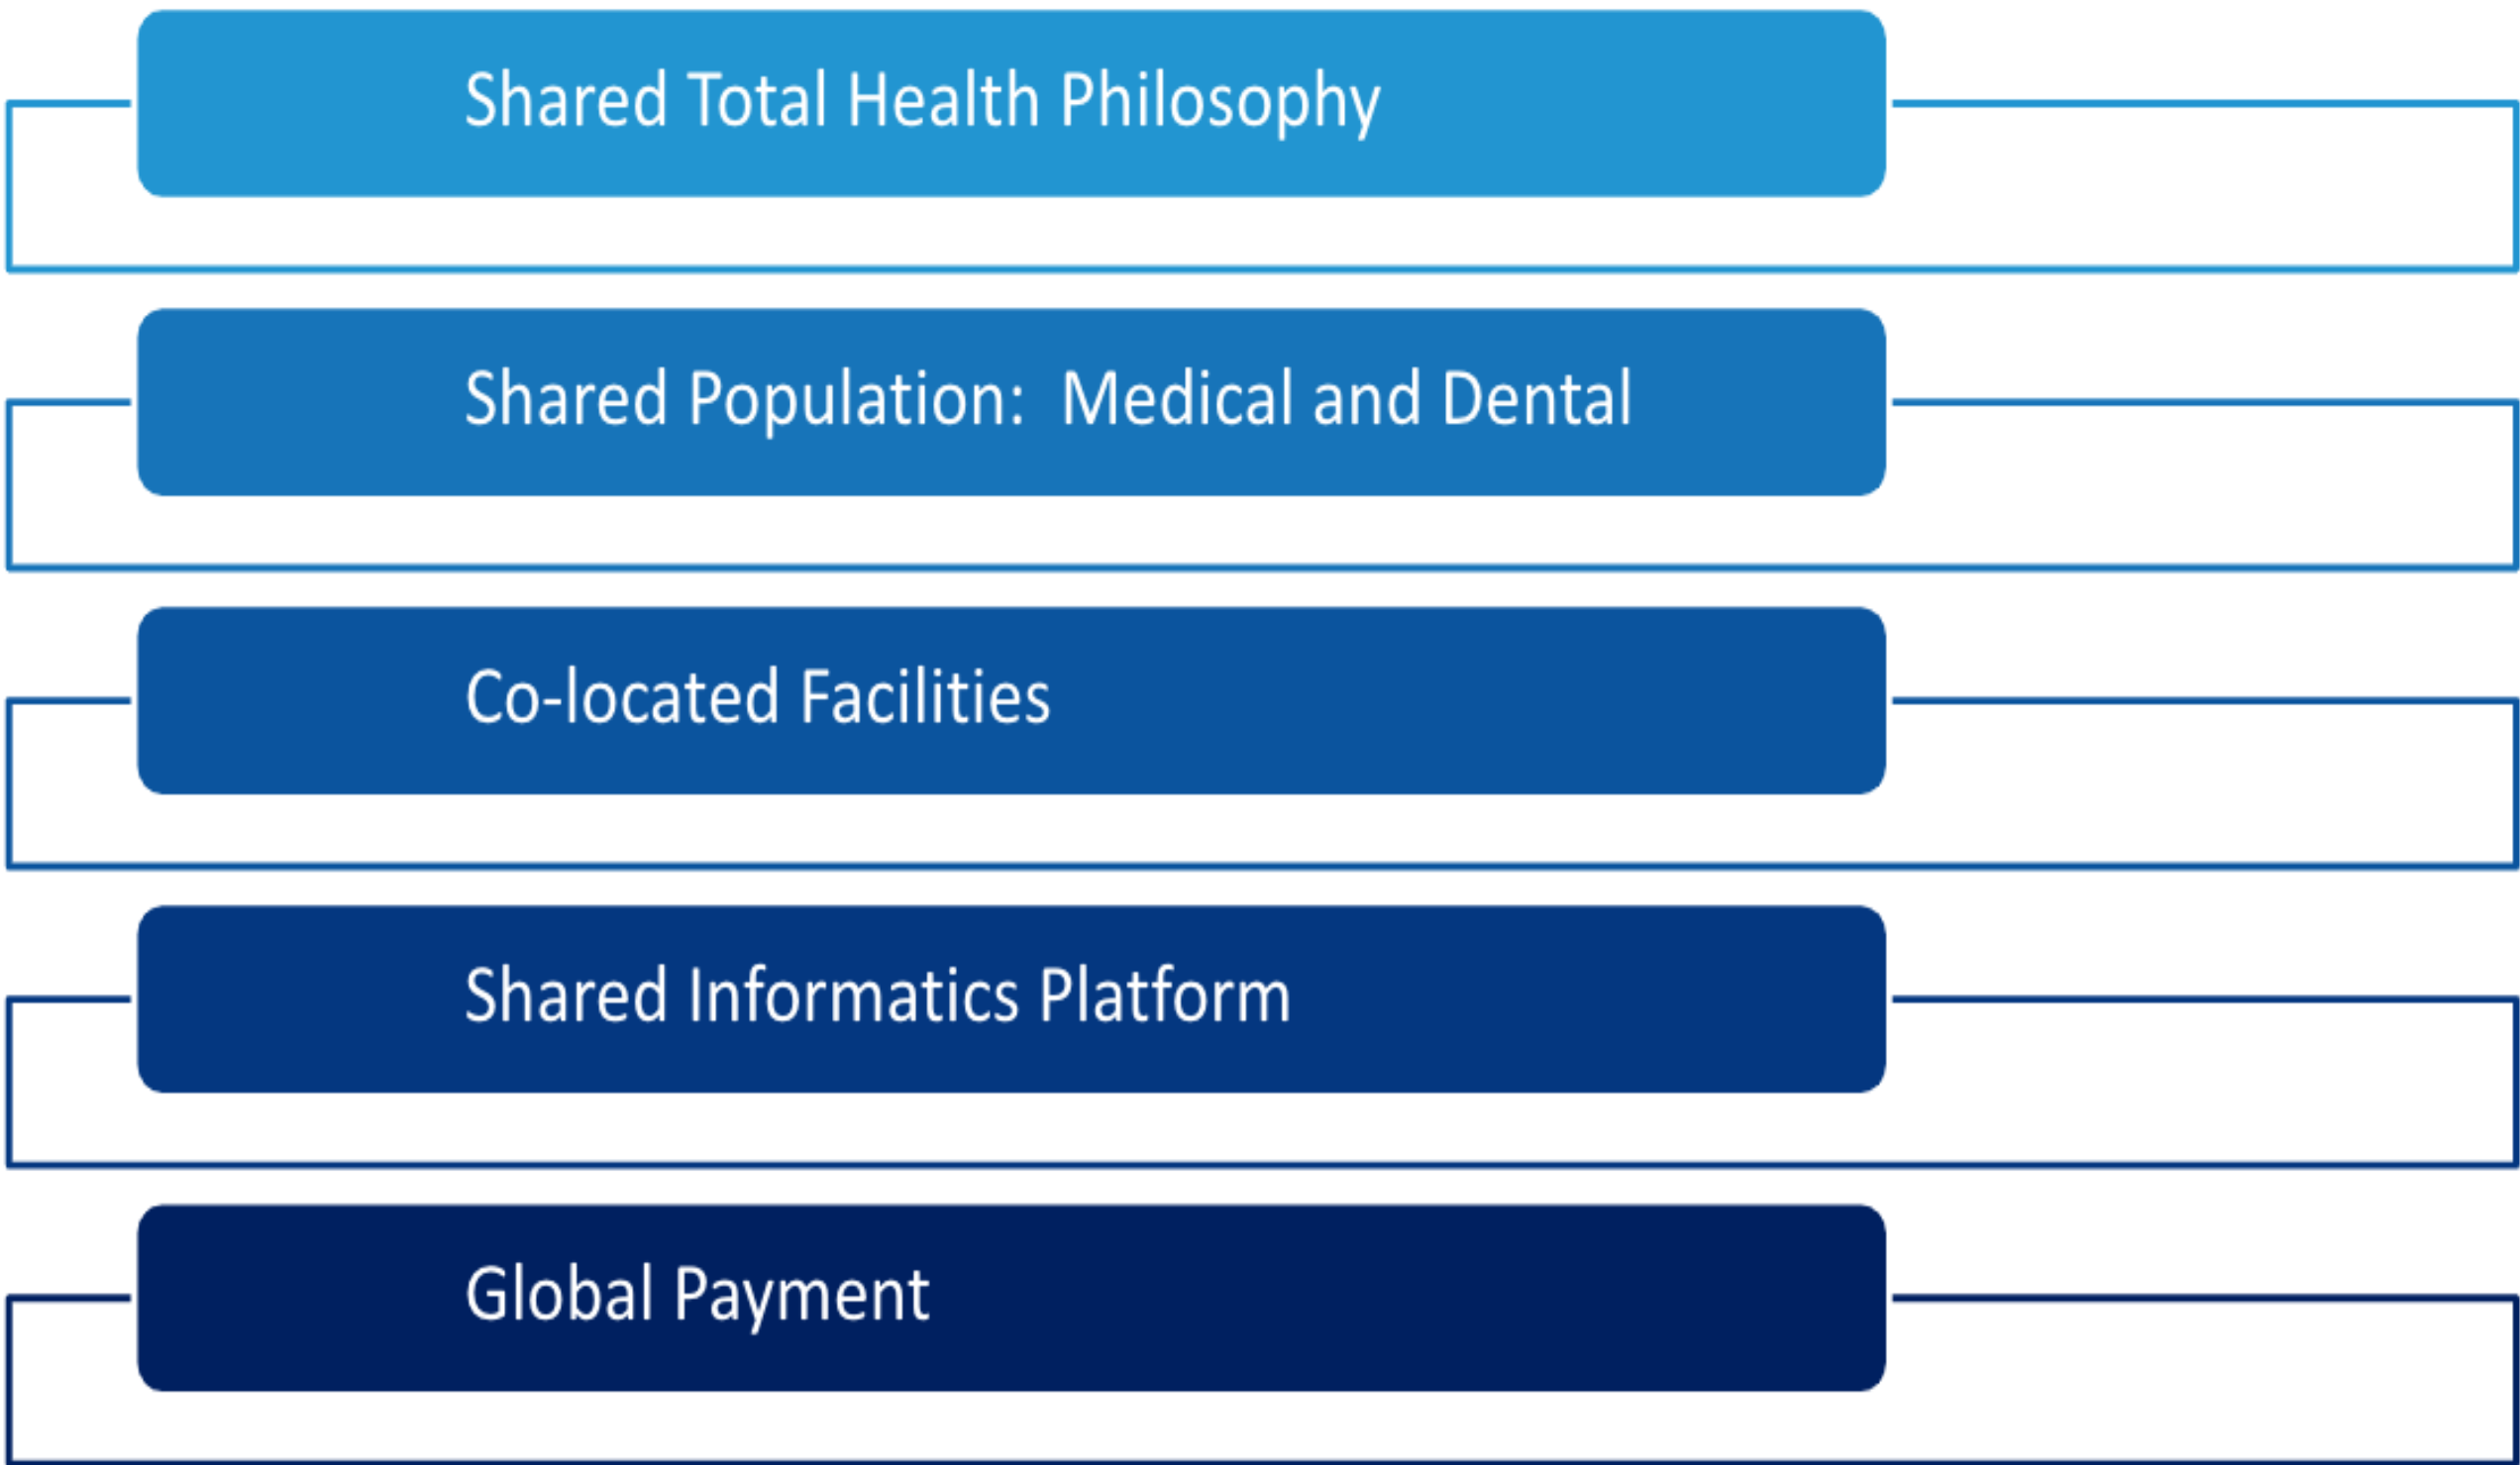 Shared Total Health Philosophy
Shared Population:  Medical and Dental
Co-located Facilities
Shared Informatics Platform
Global Payment